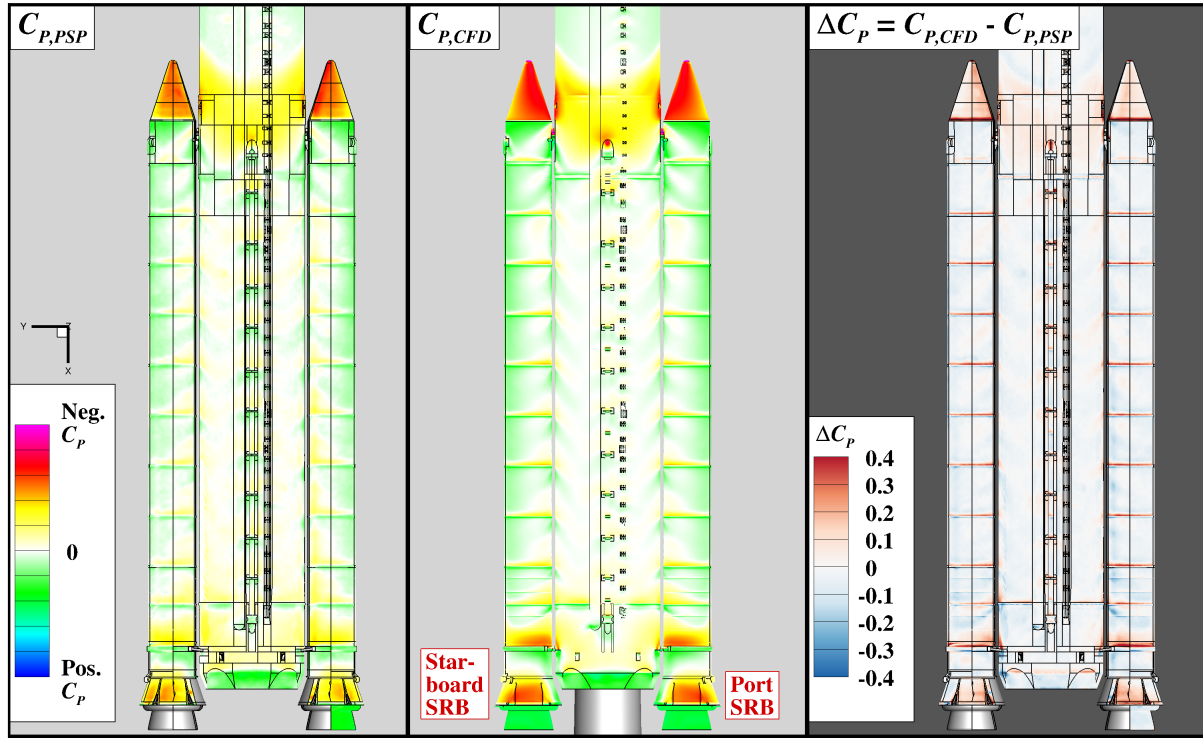 C_P,PSP
C_P,CFD
ΔC_P = C_P,CFD - C_P,PSP
Y
Z
X
Neg.
C_P
0
Pos.
C_P
Star-
board
SRB
Port
SRB
ΔC_P
0.4
0.3
0.2
0.1
0
-0.1
-0.2
-0.3
-0.4